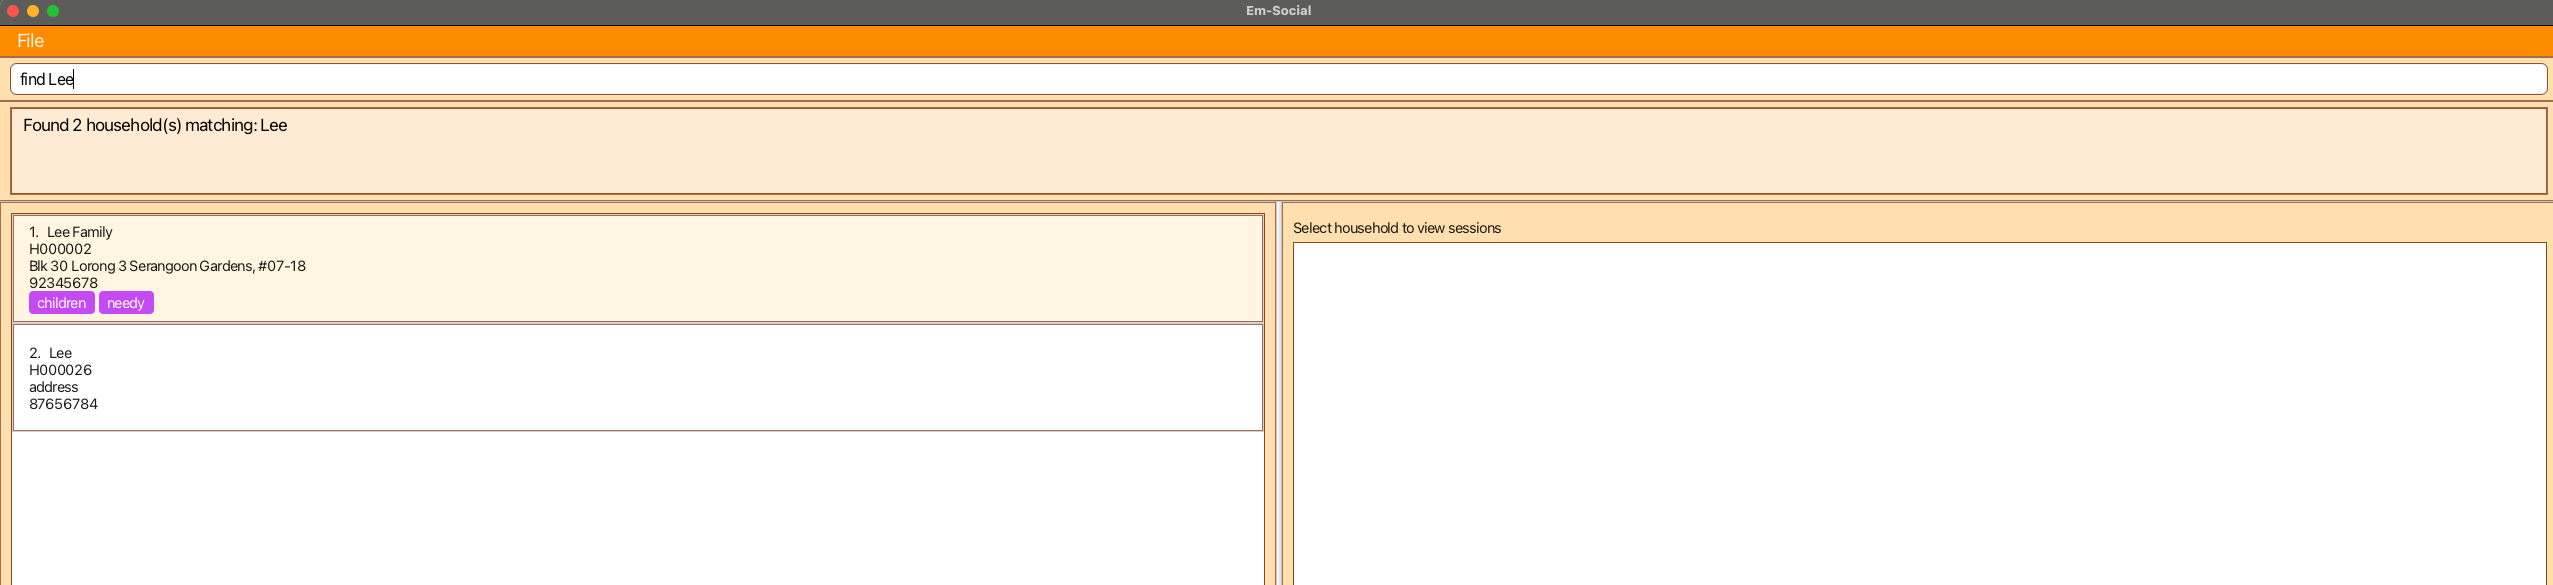 Em-Social
File
find Lee
Found 2 household(s) matching: Lee
1. Lee Family
H000002
Blk 30 Lorong 3 Serangoon Gardens, #07-18
92345678
children needy
2. Lee
H000026
address
87656784
Select household to view sessions